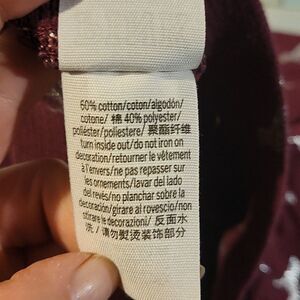 60% cotton/coton/algodón/
cotone/ 棉 40% polyester/
poliéster/poliestere/ 聚酯纤维
turn inside out/do not iron on
decoration/retourner le vêtement
à l'envers/ne pas repasser sur
les ornements/lavar del lado
del revés/no planchar sobre la
decoración/girare al rovescio/non
stirare le decorazioni/ 反面水
洗 / 请勿熨烫装饰部分